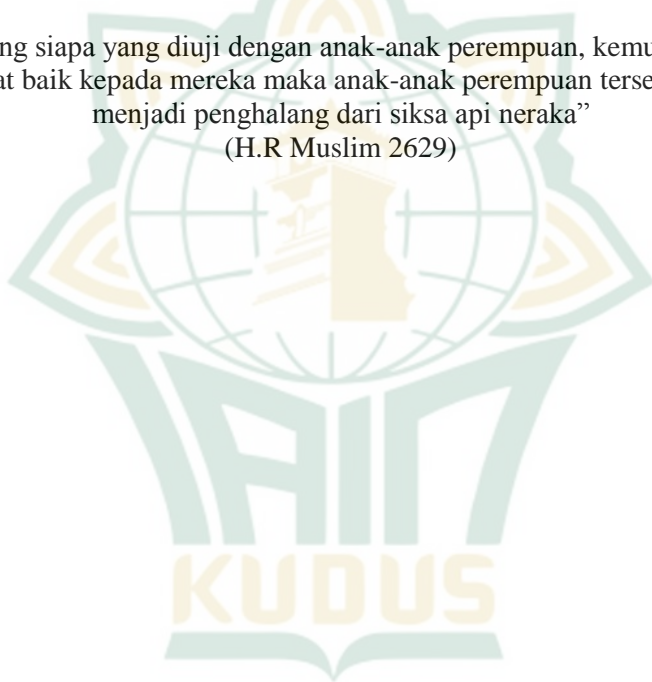 ng siapa yang diuji dengan anak-anak perempuan, kemu
at baik kepada mereka maka anak-anak perempuan terse
menjadi penghalang dari siksa api neraka”
(H.R Muslim 2629)
IAIN
KUDUS